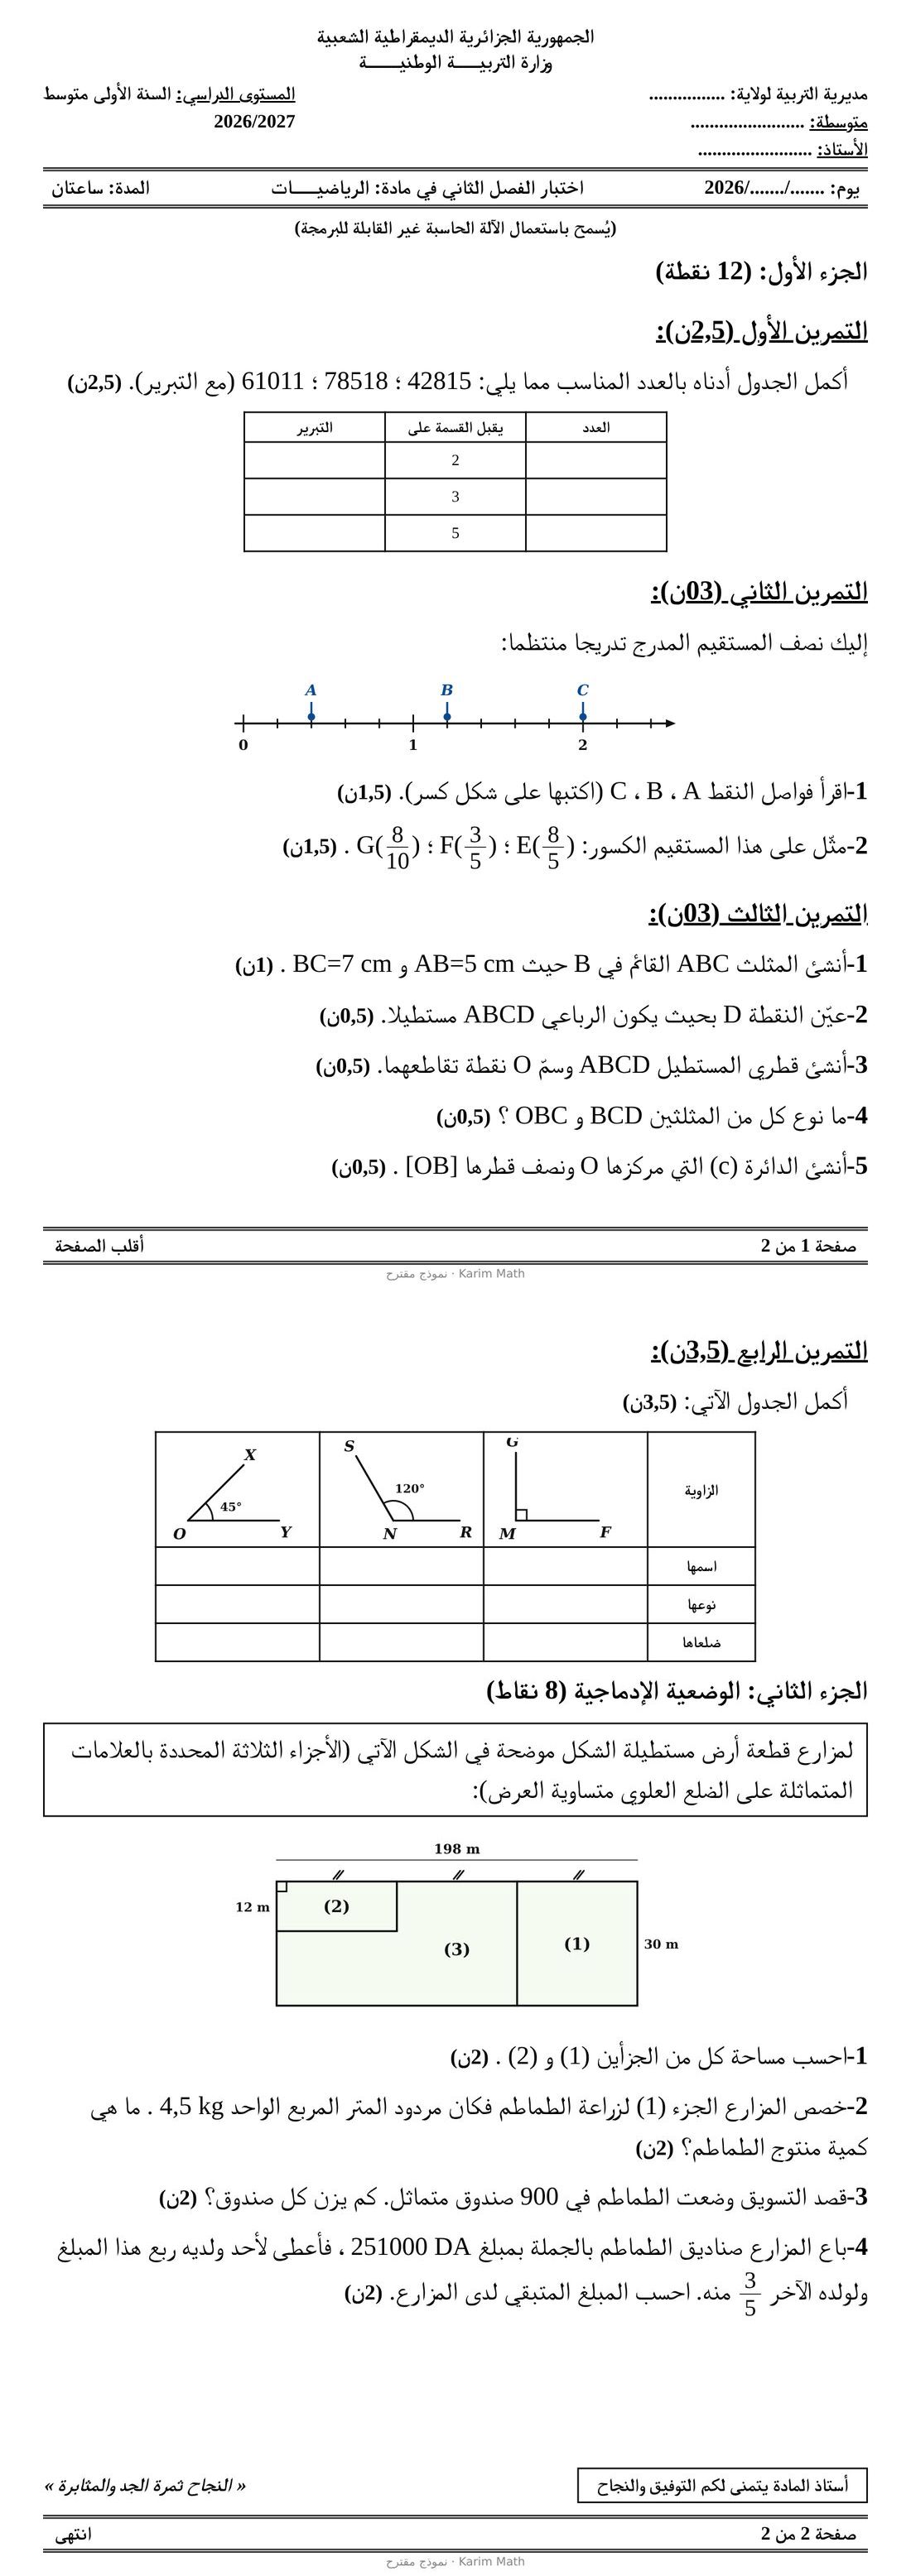 الجمهورية الجزائرية الديمقراطية الشعبية
وزارة التربيــــة الوطنيــــــة
مديرية التربية لولاية: ................
المستوى الدراسي: السنة الأولى متوسط
متوسطة: ........................
2026/2027
الأستاذ: ........................
يوم: ......./......./2026
اختبار الفصل الثاني في مادة: الرياضيــــات
المدة: ساعتان
(يُسمح باستعمال الآلة الحاسبة غير القابلة للبرمجة)
الجزء الأول: (12 نقطة)
التمرين الأول (2,5ن):
أكمل الجدول أدناه بالعدد المناسب مما يلي: 42815 ؛ 78518 ؛ 61011 (مع التبرير). (2,5ن)
العدد يقبل القسمة على التبرير
2
3
5
التمرين الثاني (03ن):
إليك نصف المستقيم المدرج تدريجا منتظما:
A B C
0 1 2
1-اقرأ فواصل النقط A ، B ، C (اكتبها على شكل كسر). (1,5ن)
2-مثّل على هذا المستقيم الكسور: E(8/5) ؛ F(3/5) ؛ G(8/10) . (1,5ن)
التمرين الثالث (03ن):
1-أنشئ المثلث ABC القائم في B حيث AB=5 cm و BC=7 cm . (1ن)
2-عيّن النقطة D بحيث يكون الرباعي ABCD مستطيلا. (0,5ن)
3-أنشئ قطري المستطيل ABCD وسمّ O نقطة تقاطعهما. (0,5ن)
4-ما نوع كل من المثلثين BCD و OBC ؟ (0,5ن)
5-أنشئ الدائرة (c) التي مركزها O ونصف قطرها [OB] . (0,5ن)
صفحة 1 من 2
أقلب الصفحة
نموذج مقترح · Karim Math
التمرين الرابع (3,5ن):
أكمل الجدول الآتي: (3,5ن)
الزاوية
G M F
S 120° N R
X 45° O Y
اسمها
نوعها
ضلعاها
الجزء الثاني: الوضعية الإدماجية (8 نقاط)
لمزارع قطعة أرض مستطيلة الشكل موضحة في الشكل الآتي (الأجزاء الثلاثة المحددة بالعلامات
المتماثلة على الضلع العلوي متساوية العرض):
198 m
12 m
(2)
(3)
(1)
30 m
1-احسب مساحة كل من الجزأين (1) و (2) . (2ن)
2-خصص المزارع الجزء (1) لزراعة الطماطم فكان مردود المتر المربع الواحد 4,5 kg . ما هي
كمية منتوج الطماطم؟ (2ن)
3-قصد التسويق وضعت الطماطم في 900 صندوق متماثل. كم يزن كل صندوق؟ (2ن)
4-باع المزارع صناديق الطماطم بالجملة بمبلغ 251000 DA ، فأعطى لأحد ولديه ربع هذا المبلغ
ولولده الآخر 3/5 منه. احسب المبلغ المتبقي لدى المزارع. (2ن)
أستاذ المادة يتمنى لكم التوفيق والنجاح
« النجاح ثمرة الجد والمثابرة »
صفحة 2 من 2
انتهى
نموذج مقترح · Karim Math